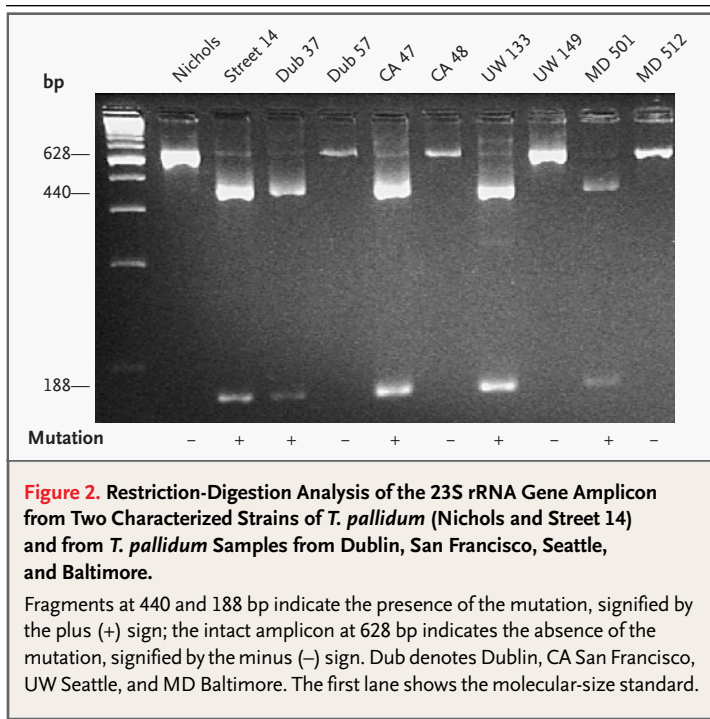 Nichols Street 14 Dub 37 Dub 57 CA 47 CA 48 UW 133 UW 149 MD 501 MD 512
bp
628—
440—
188—
Mutation – + + – + – + – + –
Figure 2. Restriction-Digestion Analysis of the 23S rRNA Gene Amplicon
from Two Characterized Strains of T. pallidum (Nichols and Street 14)
and from T. pallidum Samples from Dublin, San Francisco, Seattle,
and Baltimore.
Fragments at 440 and 188 bp indicate the presence of the mutation, signified by
the plus (+) sign; the intact amplicon at 628 bp indicates the absence of the
mutation, signified by the minus (–) sign. Dub denotes Dublin, CA San Francisco,
UW Seattle, and MD Baltimore. The first lane shows the molecular-size standard.